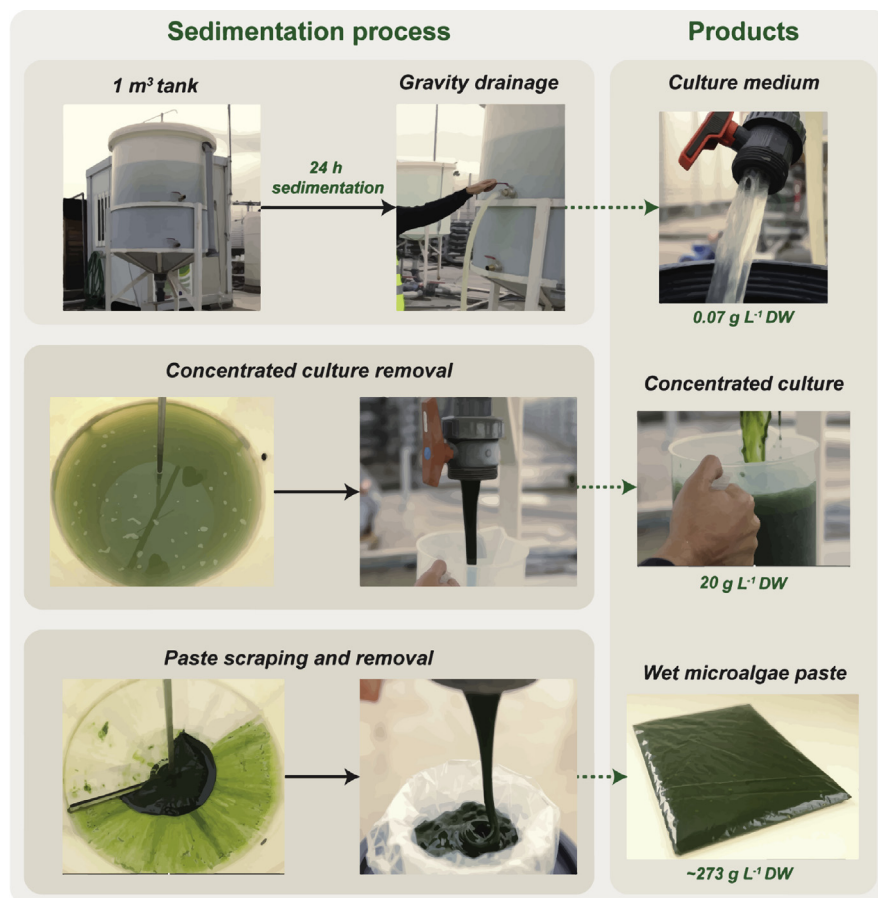 Sedimentation process
Products
1 m³ tank
Gravity drainage
24 h
sedimentation
Culture medium
0.07 g L⁻¹ DW
Concentrated culture removal
Concentrated culture
20 g L⁻¹ DW
Paste scraping and removal
Wet microalgae paste
~273 g L⁻¹ DW